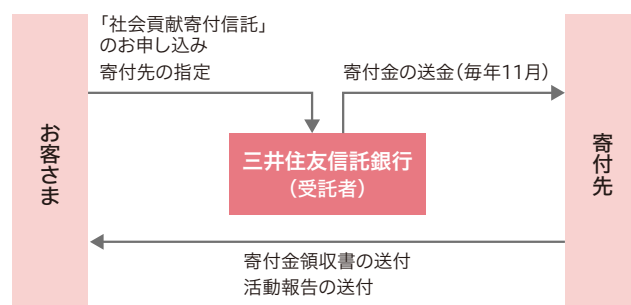 「社会貢献寄付信託」
のお申し込み
寄付先の指定
寄付金の送金(毎年11月)
お客さま
三井住友信託銀行
(受託者)
寄付先
寄付金領収書の送付
活動報告の送付